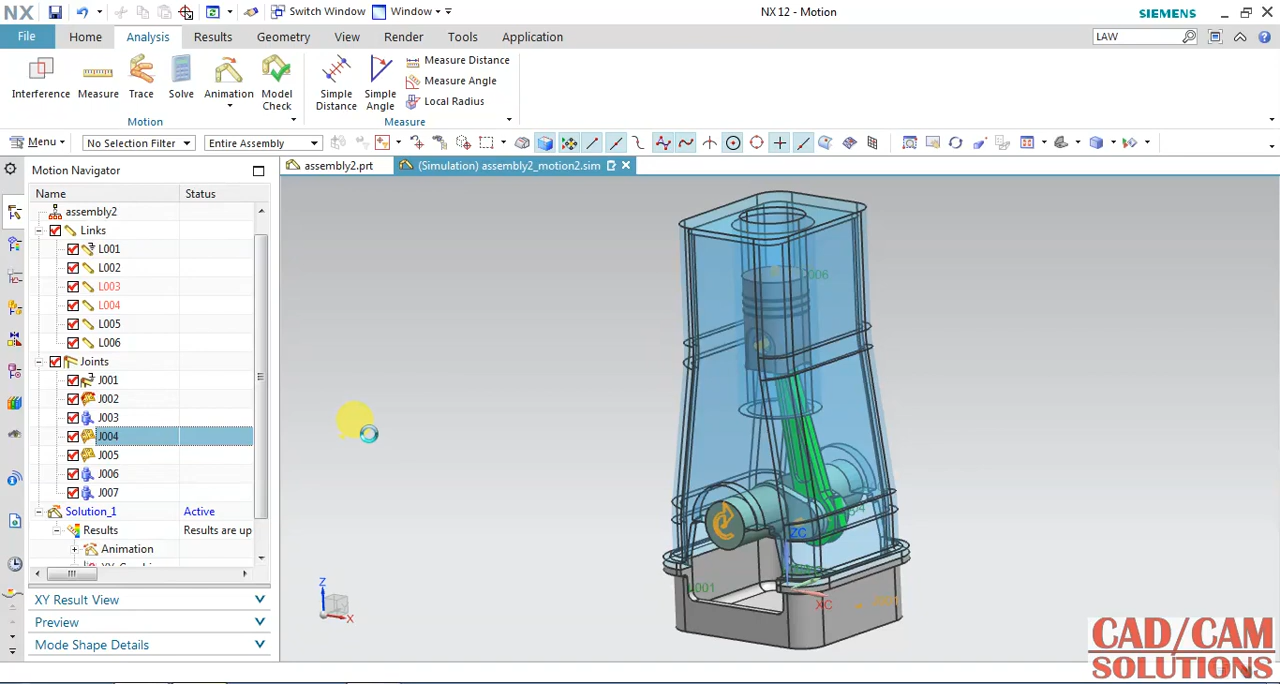 NX
Switch Window
Window
NX 12 - Motion
SIEMENS
File
Home
Analysis
Results
Geometry
View
Render
Tools
Application
LAW
Interference
Measure
Trace
Solve
Animation
Model
Check
Simple
Distance
Simple
Angle
Measure Distance
Measure Angle
Local Radius
Motion
Measure
Menu
No Selection Filter
Entire Assembly
Motion Navigator
assembly2.prt
(Simulation) assembly2_motion2.sim
Name
Status
assembly2
Links
L001
L002
L003
L004
L005
L006
Joints
J001
J002
J003
J004
J005
J006
J007
Solution_1
Active
Results
Results are up
Animation
XY Result View
Preview
Mode Shape Details
ZC
XC
Z
X
CAD/CAM
SOLUTIONS